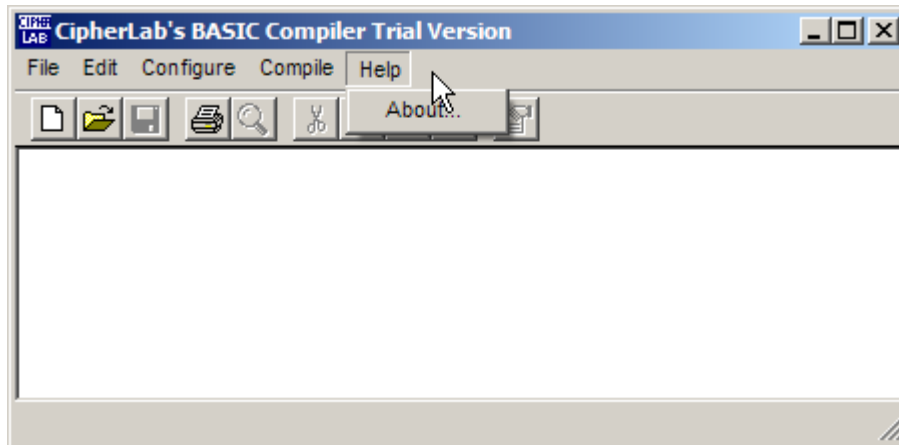 CIPHER LAB CipherLab's BASIC Compiler Trial Version
File Edit Configure Compile Help
About...